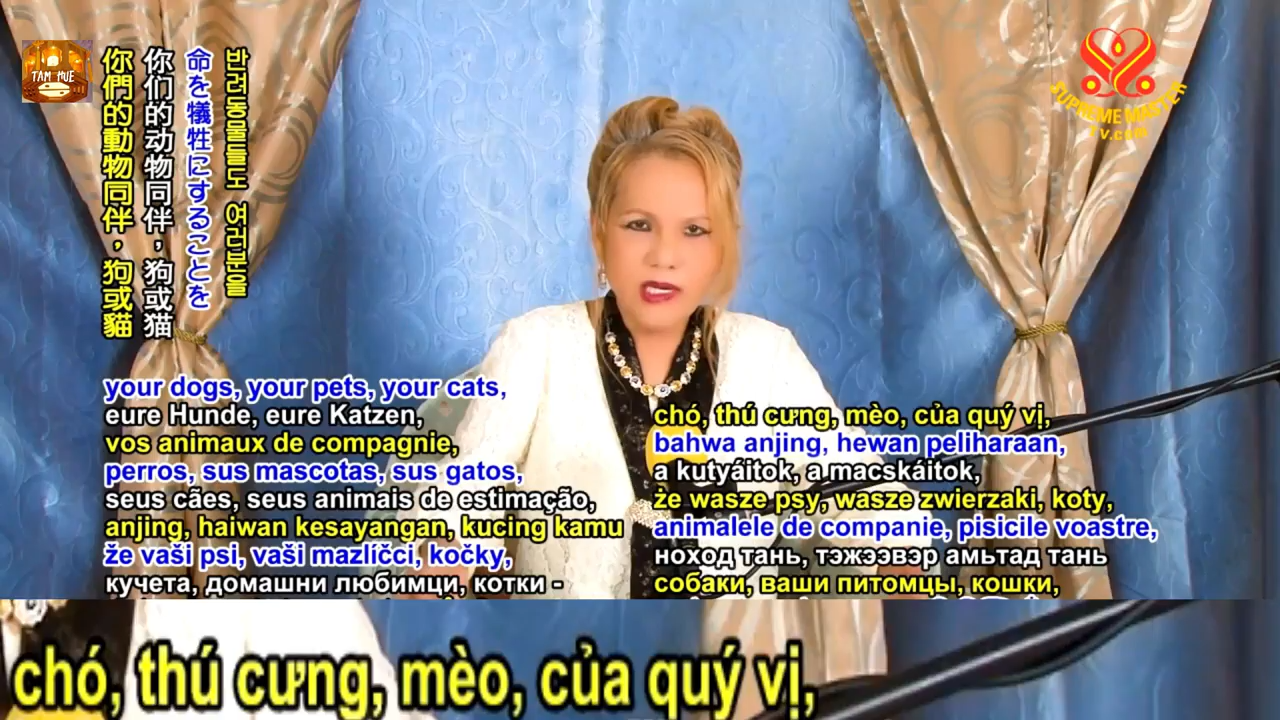 TAM HUE
SUPREME MASTER
TV.com
你們的動物同伴，狗或貓
你们的动物同伴，狗或猫
命を犠牲にすることを
반려동물들도 여러분을
your dogs, your pets, your cats,
eure Hunde, eure Katzen,
vos animaux de compagnie,
perros, sus mascotas, sus gatos,
seus cães, seus animais de estimação,
anjing, haiwan kesayangan, kucing kamu
že vaši psi, vaši mazlíčci, kočky,
кучета, домашни любимци, котки -
chó, thú cưng, mèo, của quý vị,
bahwa anjing, hewan peliharaan,
a kutyáitok, a macskáitok,
że wasze psy, wasze zwierzaki, koty,
animalele de companie, pisicile voastre,
ноход тань, тэжээвэр амьтад тань
собаки, ваши питомцы, кошки,
chó, thú cưng, mèo, của quý vị,